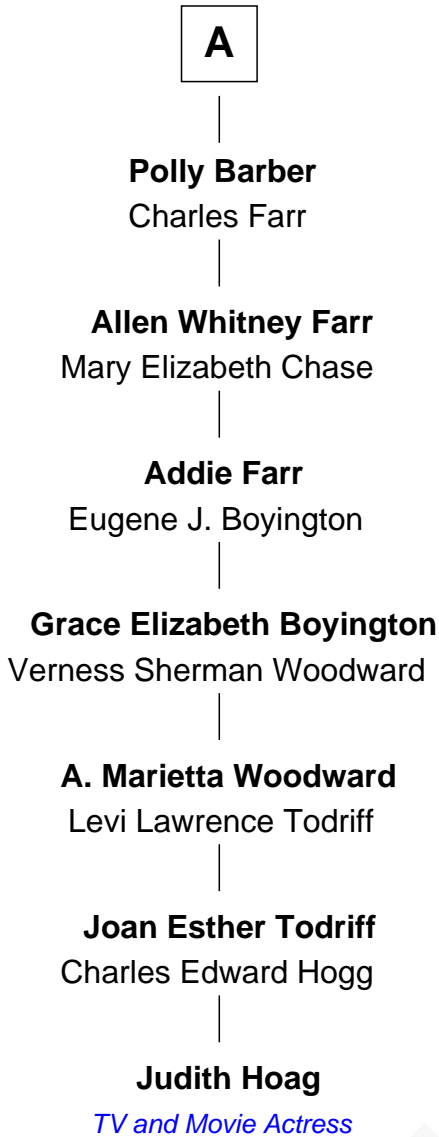 A
Polly Barber
Charles Farr
Allen Whitney Farr
Mary Elizabeth Chase
Addie Farr
Eugene J. Boyington
Grace Elizabeth Boyington
Verness Sherman Woodward
A. Marietta Woodward
Levi Lawrence Todriff
Joan Esther Todriff
Charles Edward Hogg
Judith Hoag
TV and Movie Actress